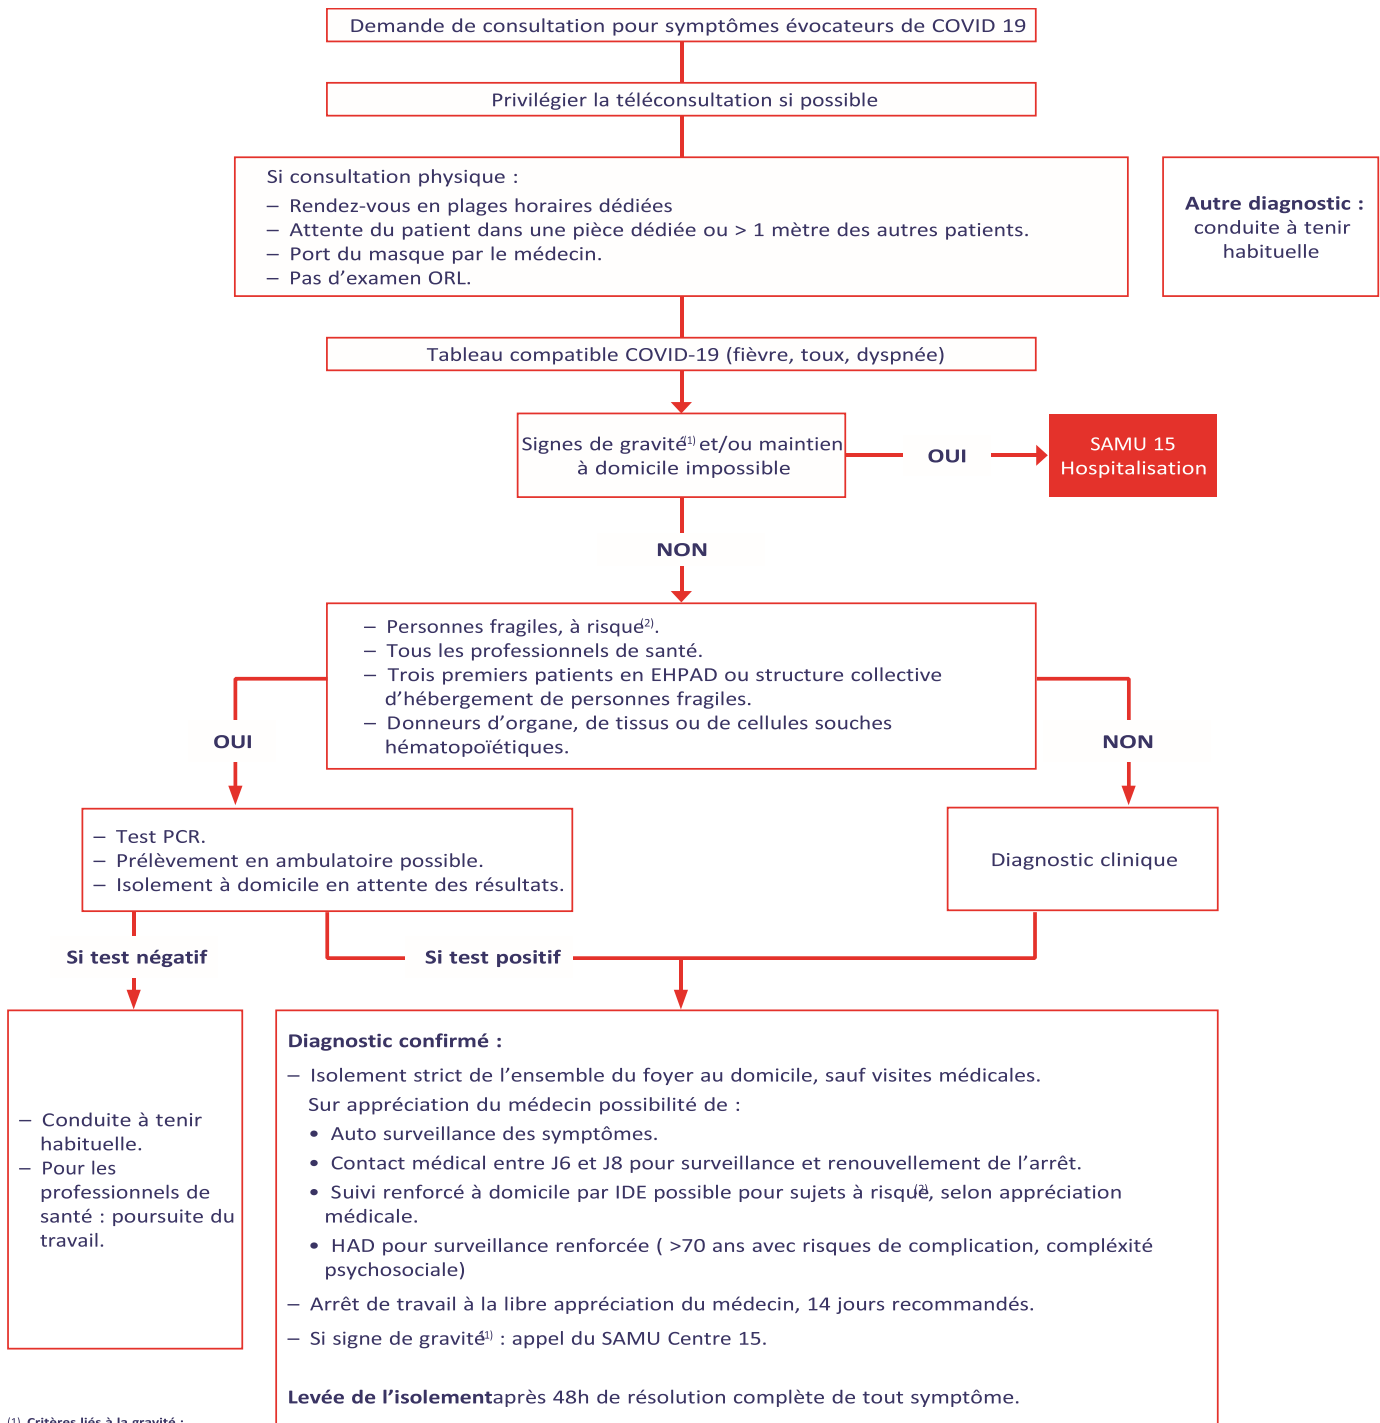 Demande de consultation pour symptômes évocateurs de COVID 19
Privilégier la téléconsultation si possible
Si consultation physique :
– Rendez-vous en plages horaires dédiées
– Attente du patient dans une pièce dédiée ou > 1 mètre des autres patients.
– Port du masque par le médecin.
– Pas d’examen ORL.
Autre diagnostic :
conduite à tenir
habituelle
Tableau compatible COVID-19 (fièvre, toux, dyspnée)
Signes de gravité(1) et/ou maintien
à domicile impossible
OUI
SAMU 15
Hospitalisation
NON
– Personnes fragiles, à risque(2).
– Tous les professionnels de santé.
– Trois premiers patients en EHPAD ou structure collective
d’hébergement de personnes fragiles.
– Donneurs d’organe, de tissus ou de cellules souches
hématopoïétiques.
OUI
NON
– Test PCR.
– Prélèvement en ambulatoire possible.
– Isolement à domicile en attente des résultats.
Diagnostic clinique
Si test négatif
Si test positif
– Conduite à tenir
habituelle.
– Pour les
professionnels de
santé : poursuite du
travail.
Diagnostic confirmé :
– Isolement strict de l’ensemble du foyer au domicile, sauf visites médicales.
Sur appréciation du médecin possibilité de :
• Auto surveillance des symptômes.
• Contact médical entre J6 et J8 pour surveillance et renouvellement de l’arrêt.
• Suivi renforcé à domicile par IDE possible pour sujets à risque(2), selon appréciation
médicale.
• HAD pour surveillance renforcée ( >70 ans avec risques de complication, compléxité
psychosociale)
– Arrêt de travail à la libre appréciation du médecin, 14 jours recommandés.
– Si signe de gravité(1) : appel du SAMU Centre 15.
Levée de l’isolementaprès 48h de résolution complète de tout symptôme.
(1) Critères liés à la gravité :